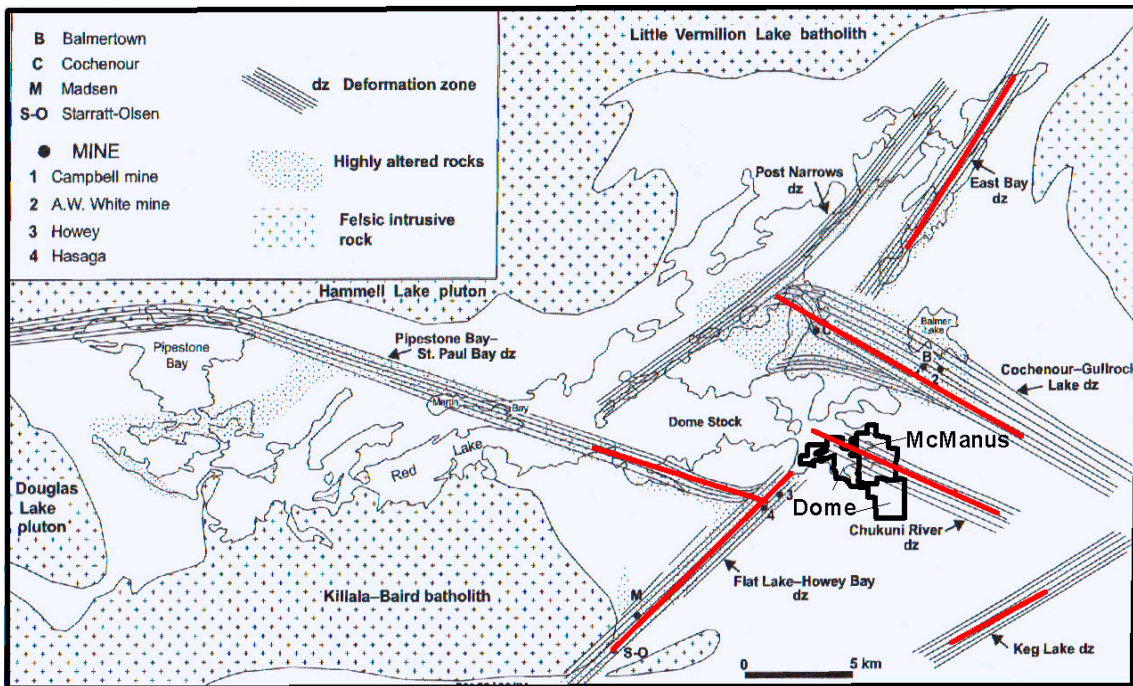 B Balmertown
C Cochenour
M Madsen
S-O Starratt-Olsen
MINE
1 Campbell mine
2 A.W. White mine
3 Howey
4 Hasaga
dz Deformation zone
Highly altered rocks
Felsic intrusive
rock
Little Vermilion Lake batholith
Post Narrows
dz
East Bay
dz
Hammell Lake pluton
Pipestone
Bay
Pipestone Bay–
St. Paul Bay dz
Balmer
Lake
C
B
1
2
Cochenour–Gullrock
Lake dz
Martin
Bay
Dome Stock
McManus
Red Lake
Dome
Douglas
Lake
pluton
3
4
Chukuni River
dz
Flat Lake–Howey Bay
dz
Killala–Baird batholith
M
S-O
Keg Lake dz
0 5 km